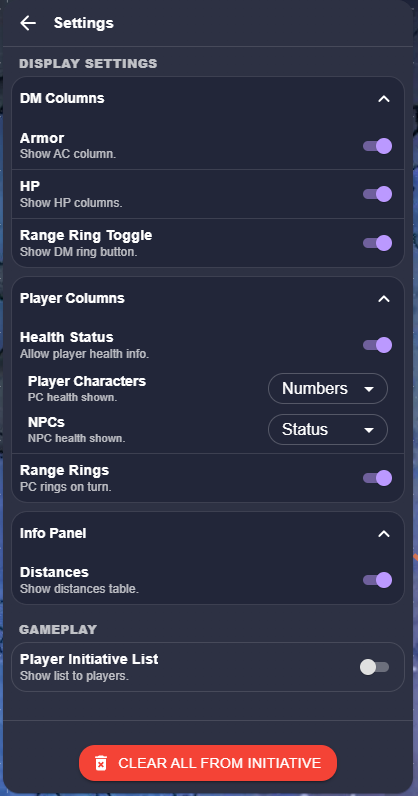 Settings
DISPLAY SETTINGS
DM Columns
Armor
Show AC column.
HP
Show HP columns.
Range Ring Toggle
Show DM ring button.
Player Columns
Health Status
Allow player health info.
Player Characters
PC health shown.
Numbers
NPCs
NPC health shown.
Status
Range Rings
PC rings on turn.
Info Panel
Distances
Show distances table.
GAMEPLAY
Player Initiative List
Show list to players.
CLEAR ALL FROM INITIATIVE